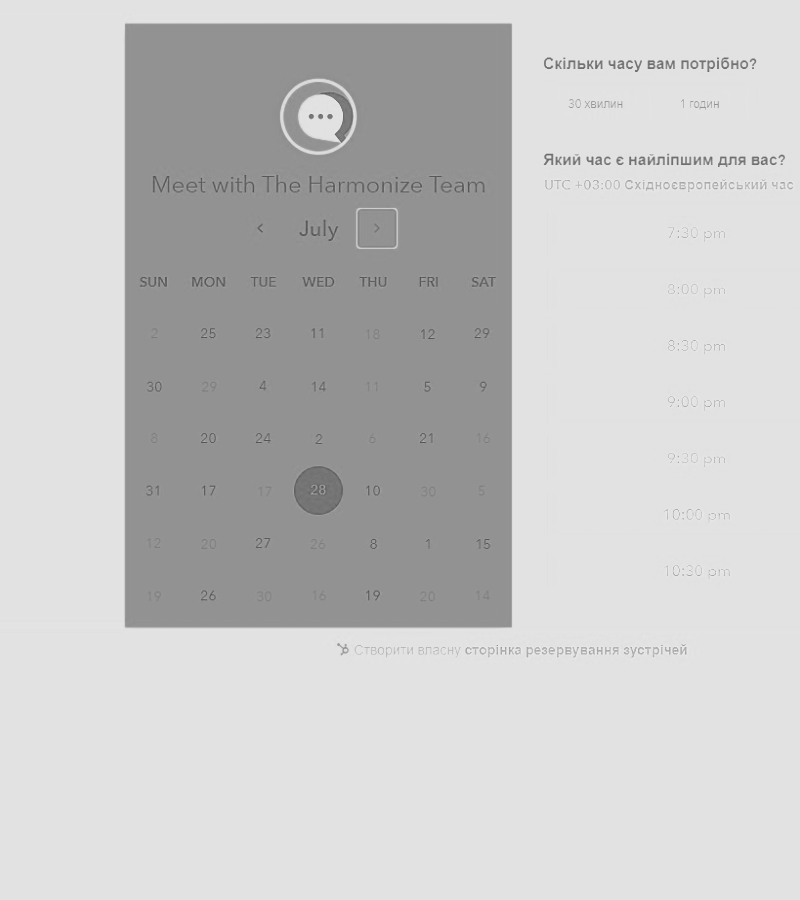 Meet with The Harmonize Team
July
SUN MON TUE WED THU FRI SAT
2 25 23 11 18 12 29
30 29 4 14 11 5 9
8 20 24 2 6 21 16
31 17 17 28 10 30 5
12 20 27 26 8 1 15
19 26 30 16 19 20 14
Скільки часу вам потрібно?
30 хвилин 1 годин
Який час є найліпшим для вас?
UTC +03:00 Східноєвропейський час
7:30 pm
8:00 pm
8:30 pm
9:00 pm
9:30 pm
10:00 pm
10:30 pm
Створити власну сторінка резервування зустрічей